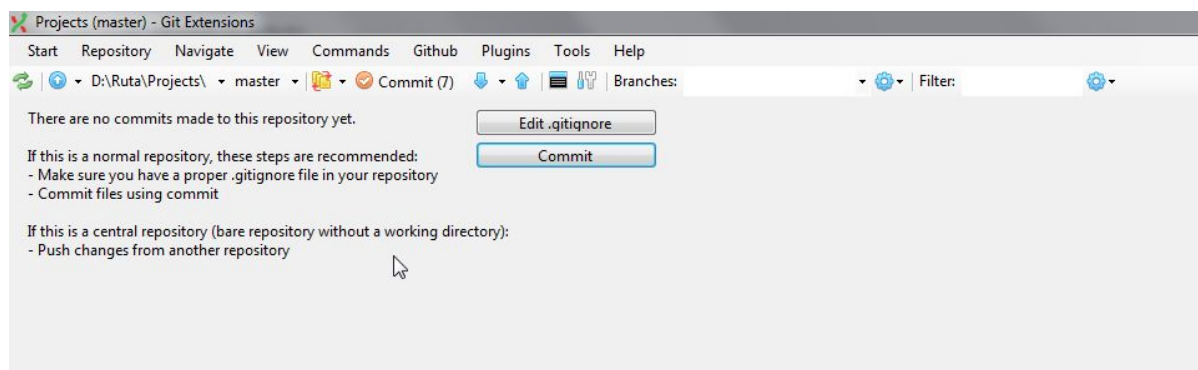 Projects (master) - Git Extensions
Start Repository Navigate View Commands Github Plugins Tools Help
D:\Ruta\Projects\ master Commit (7) Branches: Filter:
There are no commits made to this repository yet.
Edit .gitignore
If this is a normal repository, these steps are recommended:
Commit
- Make sure you have a proper .gitignore file in your repository
- Commit files using commit
If this is a central repository (bare repository without a working directory):
- Push changes from another repository